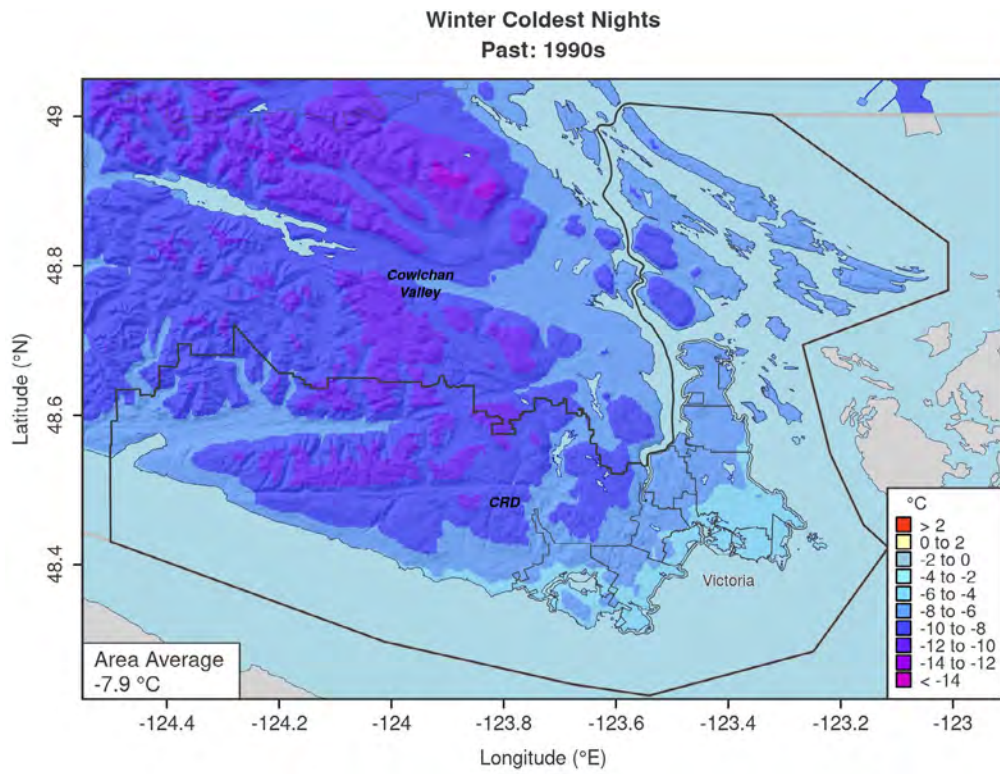 Winter Coldest Nights
Past: 1990s
Latitude (°N)
49
48.8
48.6
48.4
Cowichan
Valley
CRD
Victoria
°C
> 2
0 to 2
-2 to 0
-4 to -2
-6 to -4
-8 to -6
-10 to -8
-12 to -10
-14 to -12
< -14
Area Average
-7.9 °C
-124.4
-124.2
-124
-123.8
-123.6
-123.4
-123.2
-123
Longitude (°E)